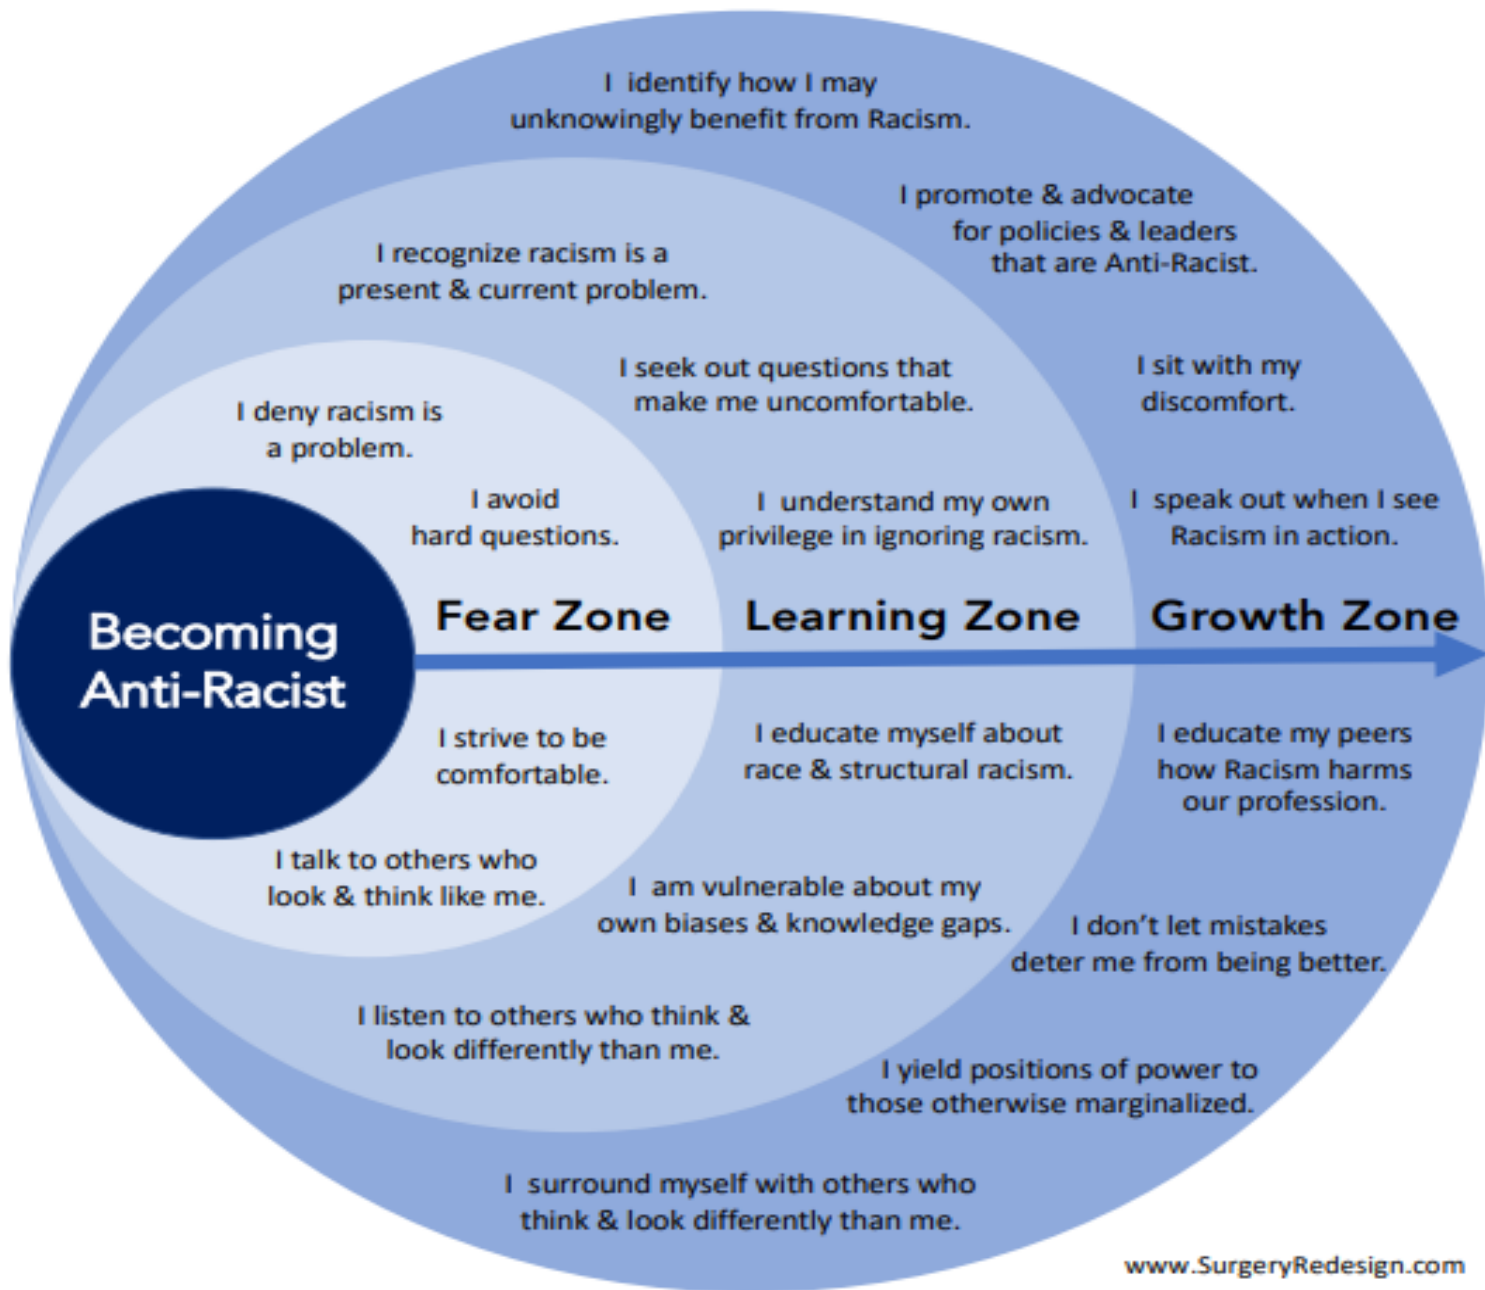 I identify how I may
unknowingly benefit from Racism.
I promote & advocate
for policies & leaders
that are Anti-Racist.
I recognize racism is a
present & current problem.
I seek out questions that
make me uncomfortable.
I sit with my
discomfort.
I deny racism is
a problem.
I avoid
hard questions.
I understand my own
privilege in ignoring racism.
I speak out when I see
Racism in action.
Becoming
Anti-Racist
Fear Zone
Learning Zone
Growth Zone
I strive to be
comfortable.
I educate myself about
race & structural racism.
I educate my peers
how Racism harms
our profession.
I talk to others who
look & think like me.
I am vulnerable about my
own biases & knowledge gaps.
I don’t let mistakes
deter me from being better.
I listen to others who think &
look differently than me.
I yield positions of power to
those otherwise marginalized.
I surround myself with others who
think & look differently than me.
www.SurgeryRedesign.com